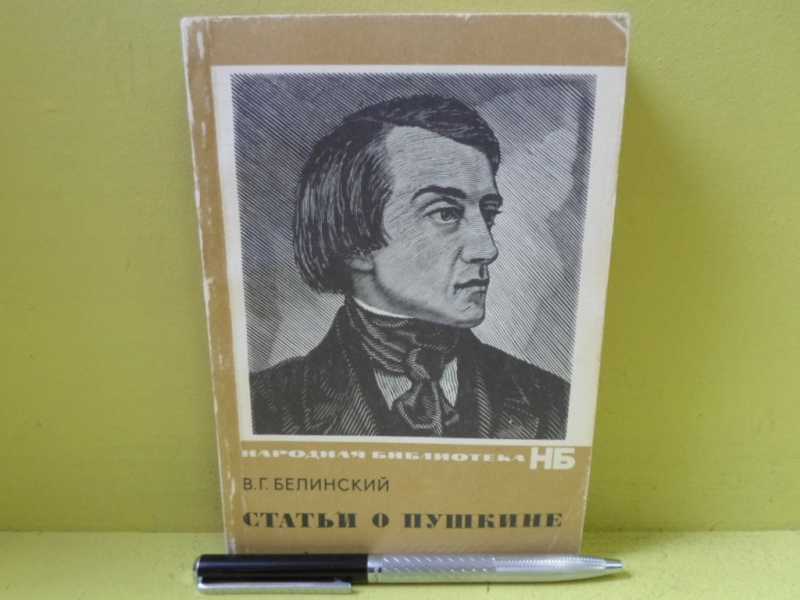 НАРОДНАЯ БИБЛИОТЕКА НБ
В.Г. БЕЛИНСКИЙ
СТАТЬИ О ПУШКИНЕ